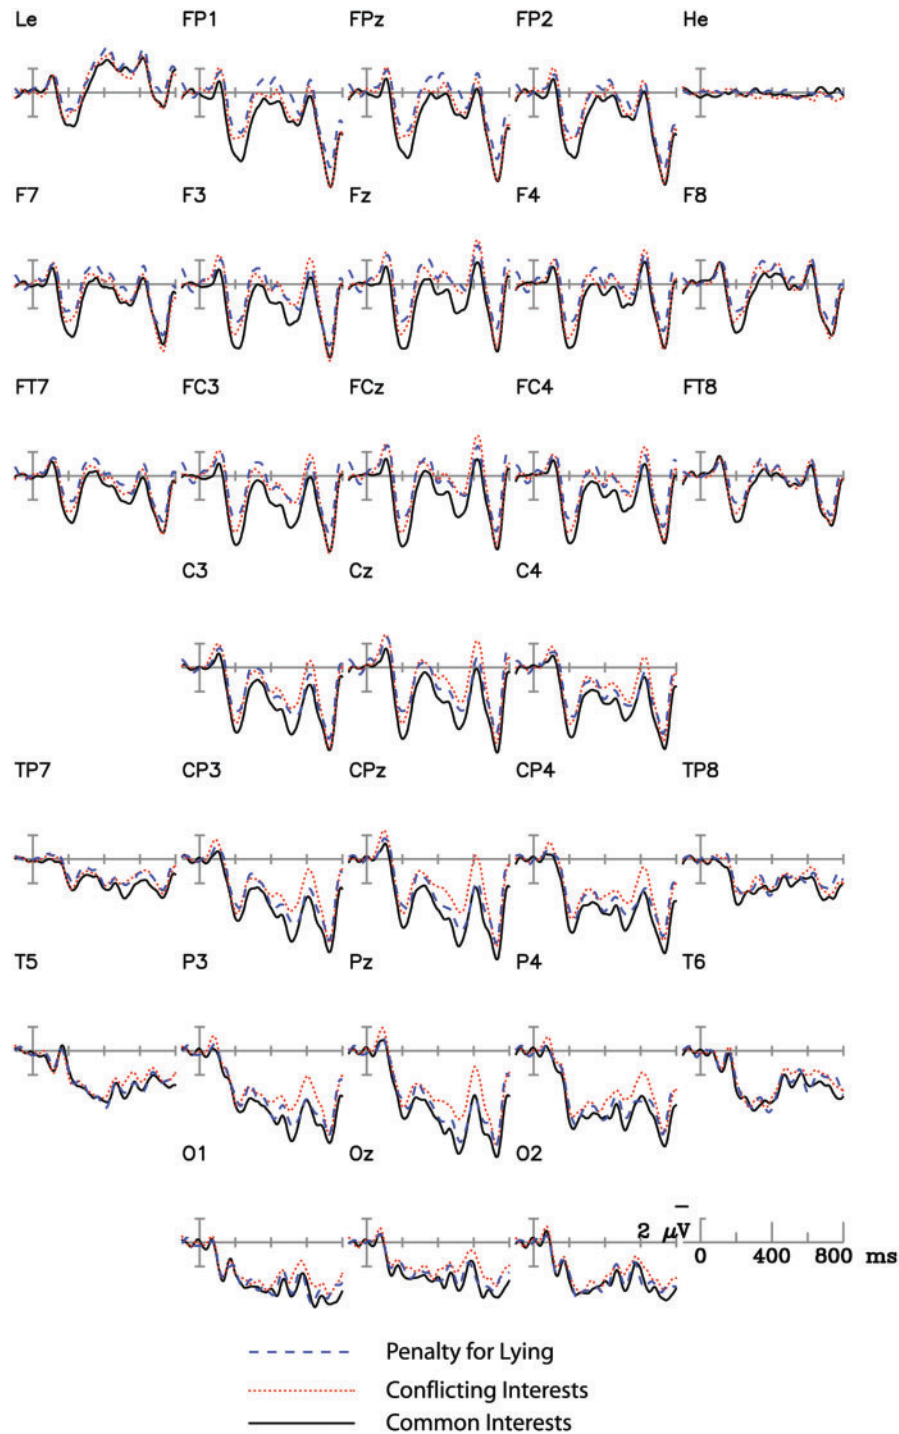 Le FP1 FPz FP2 He
F7 F3 Fz F4 F8
FT7 FC3 FCz FC4 FT8
C3 Cz C4
TP7 CP3 CPz CP4 TP8
T5 P3 Pz P4 T6
O1 Oz O2
2 μV
0 400 800 ms
Penalty for Lying
Conflicting Interests
Common Interests